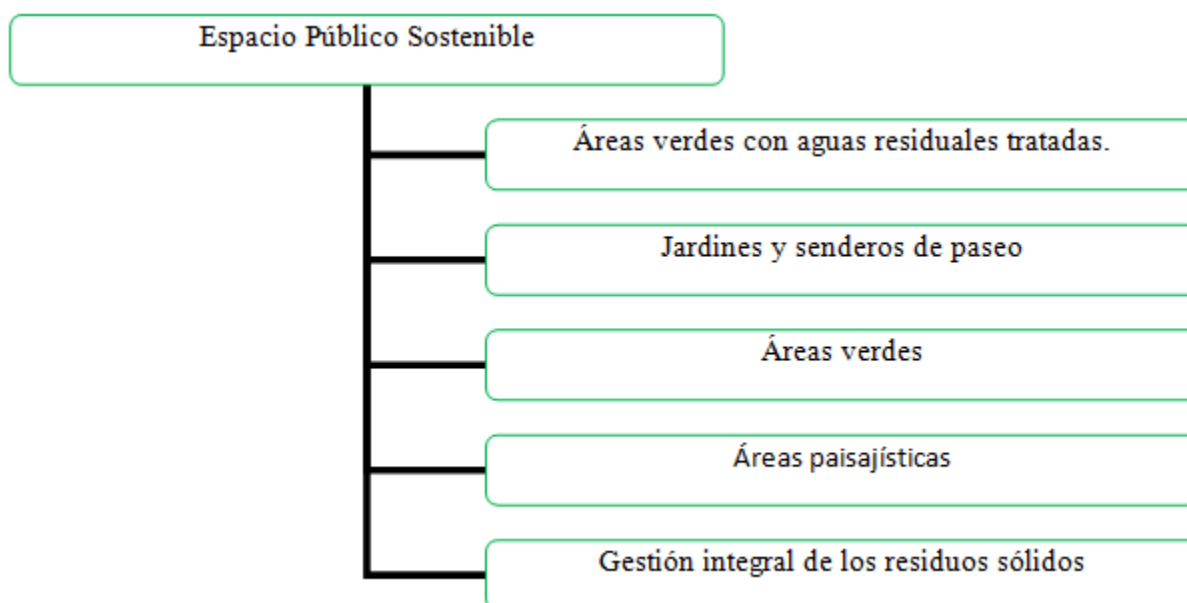 Espacio Público Sostenible
Áreas verdes con aguas residuales tratadas.
Jardines y senderos de paseo
Áreas verdes
Áreas paisajísticas
Gestión integral de los residuos sólidos